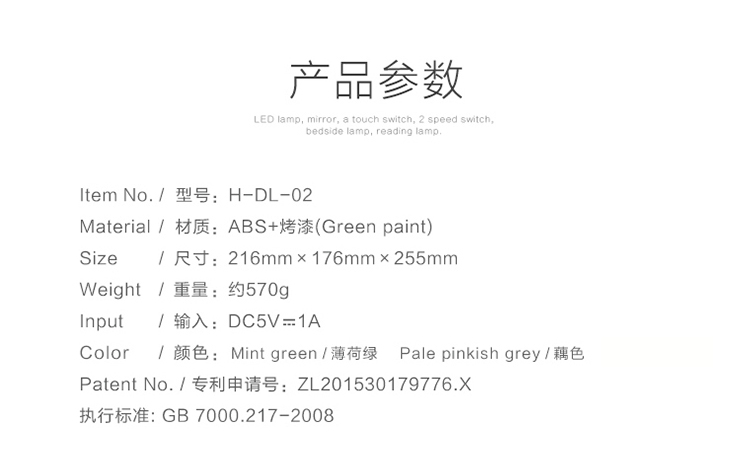 产品参数
LED lamp, mirror, a touch switch, 2 speed switch,
bedside lamp, reading lamp.
Item No. / 型号: H-DL-02
Material / 材质: ABS+烤漆(Green paint)
Size / 尺寸: 216mm×176mm×255mm
Weight / 重量: 约570g
Input / 输入: DC5V⎓1A
Color / 颜色: Mint green / 薄荷绿 Pale pinkish grey / 藕色
Patent No. / 专利申请号: ZL201530179776.X
执行标准: GB 7000.217-2008